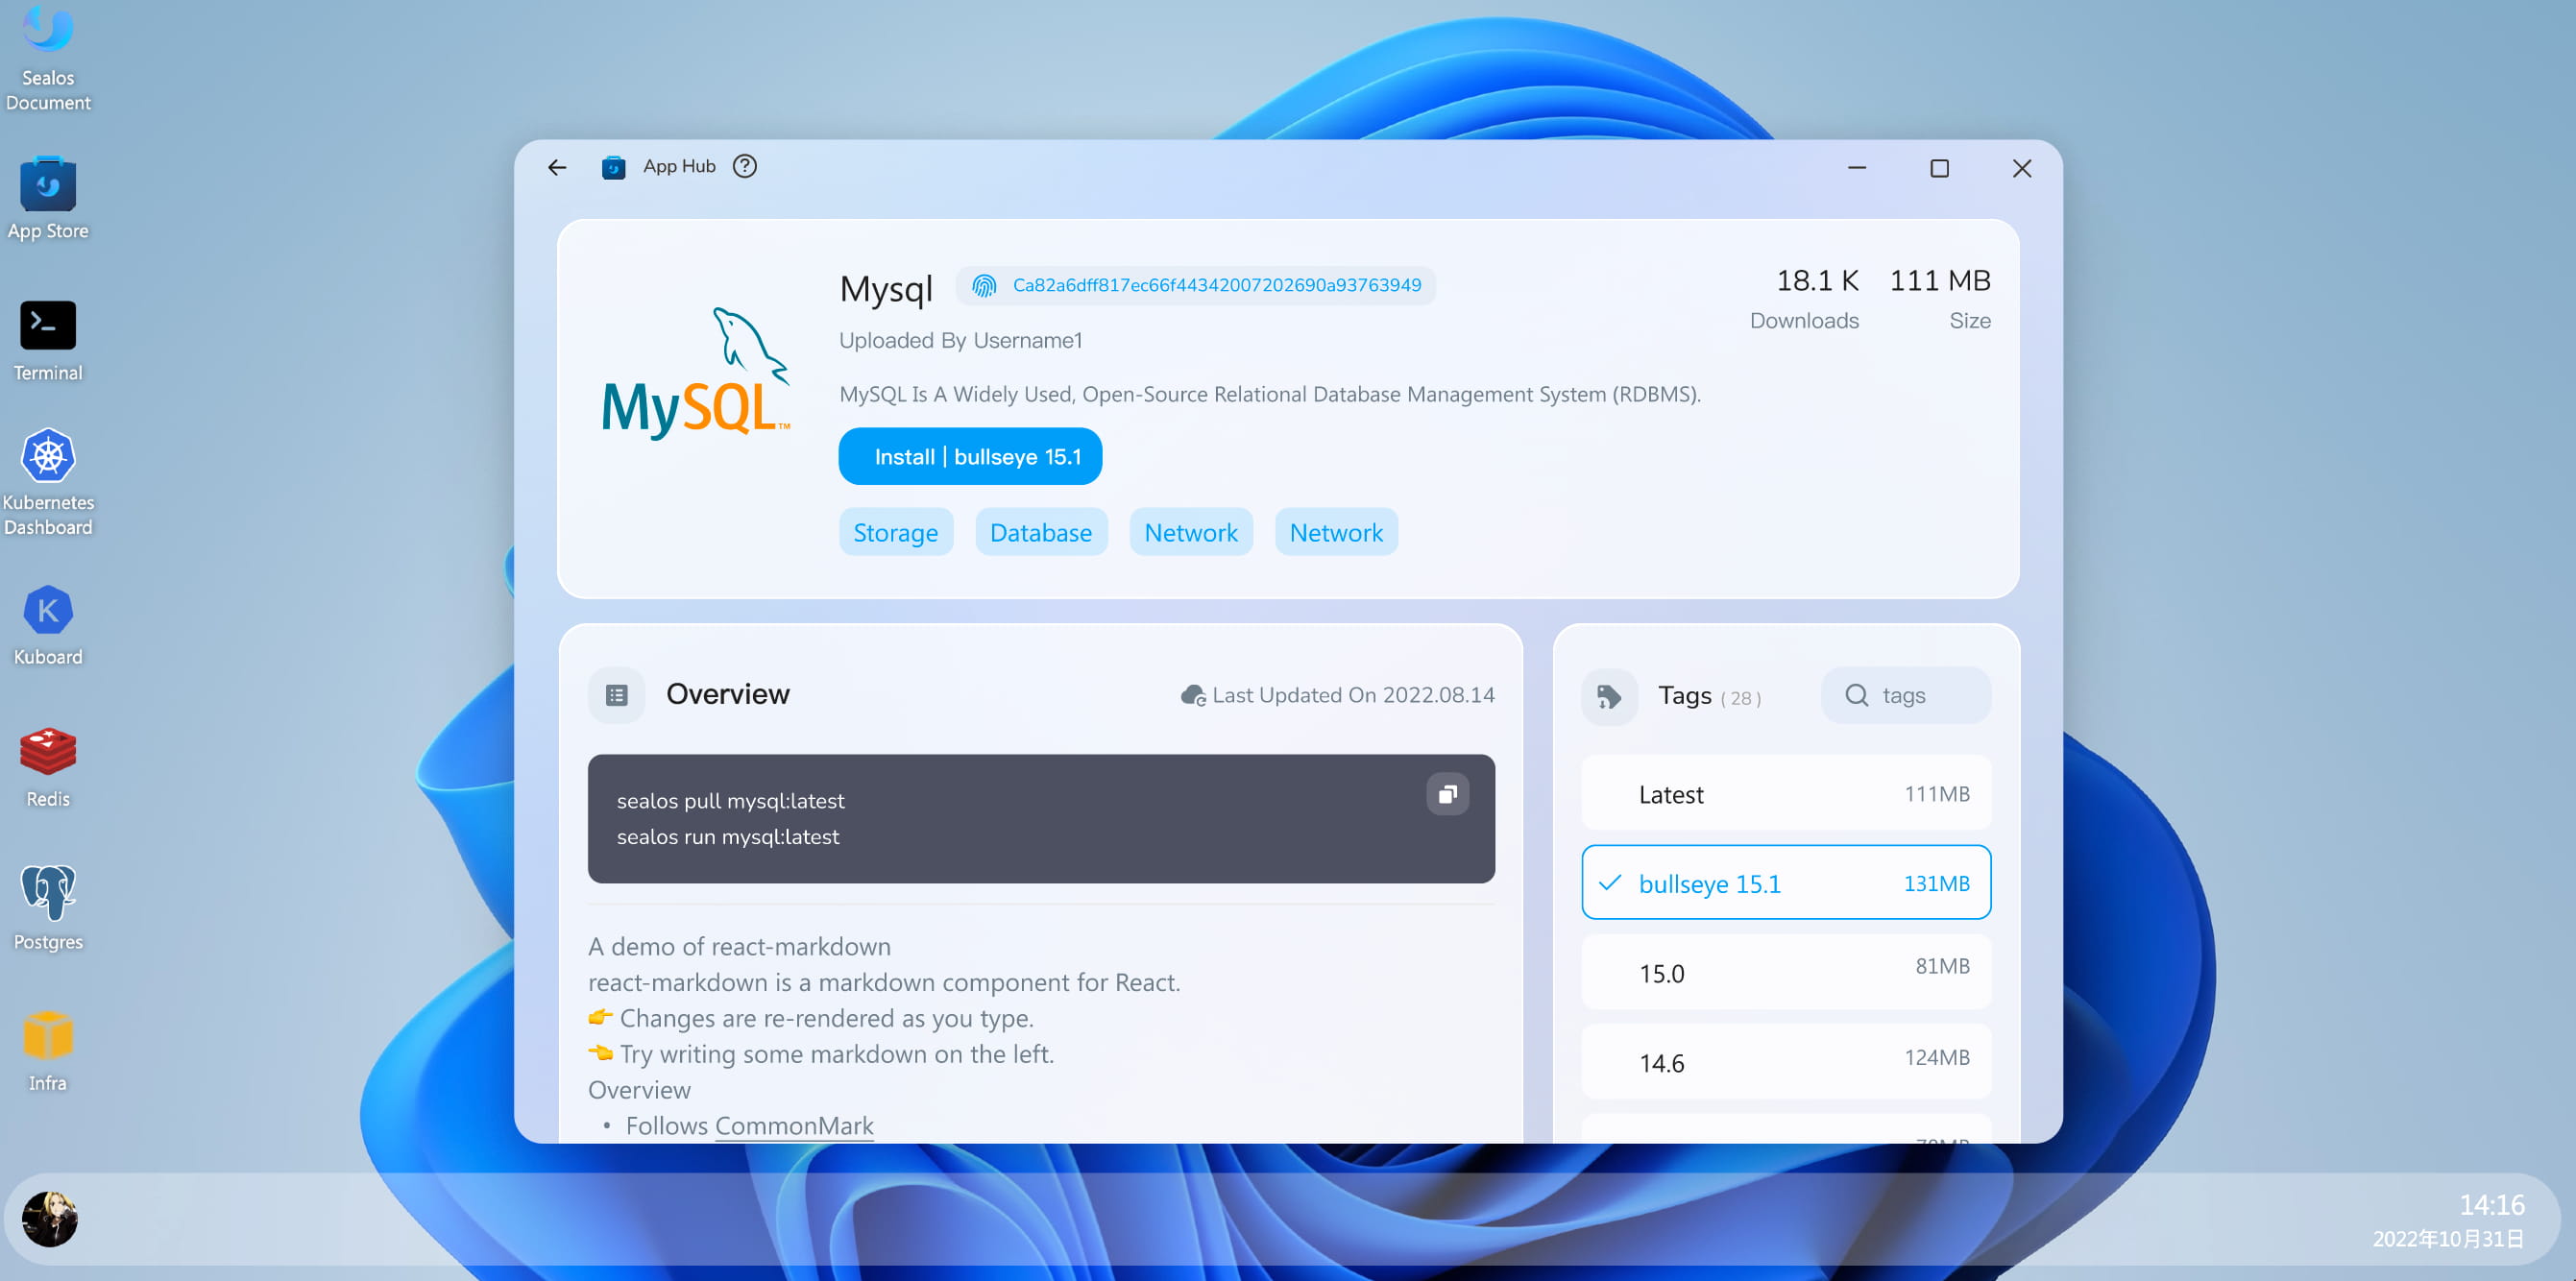 Sealos
Document
App Store
Terminal
Kubernetes
Dashboard
Kuboard
Redis
Postgres
Infra
App Hub
Mysql
Ca82a6dff817ec66f44342007202690a93763949
18.1 K
Downloads
111 MB
Size
Uploaded By Username1
MySQL™
MySQL Is A Widely Used, Open-Source Relational Database Management System (RDBMS).
Install | bullseye 15.1
Storage
Database
Network
Network
Overview
Last Updated On 2022.08.14
sealos pull mysql:latest
sealos run mysql:latest
A demo of react-markdown
react-markdown is a markdown component for React.
👉 Changes are re-rendered as you type.
👈 Try writing some markdown on the left.
Overview
• Follows CommonMark
Tags ( 28 )
tags
Latest 111MB
bullseye 15.1 131MB
15.0 81MB
14.6 124MB
14:16
2022年10月31日